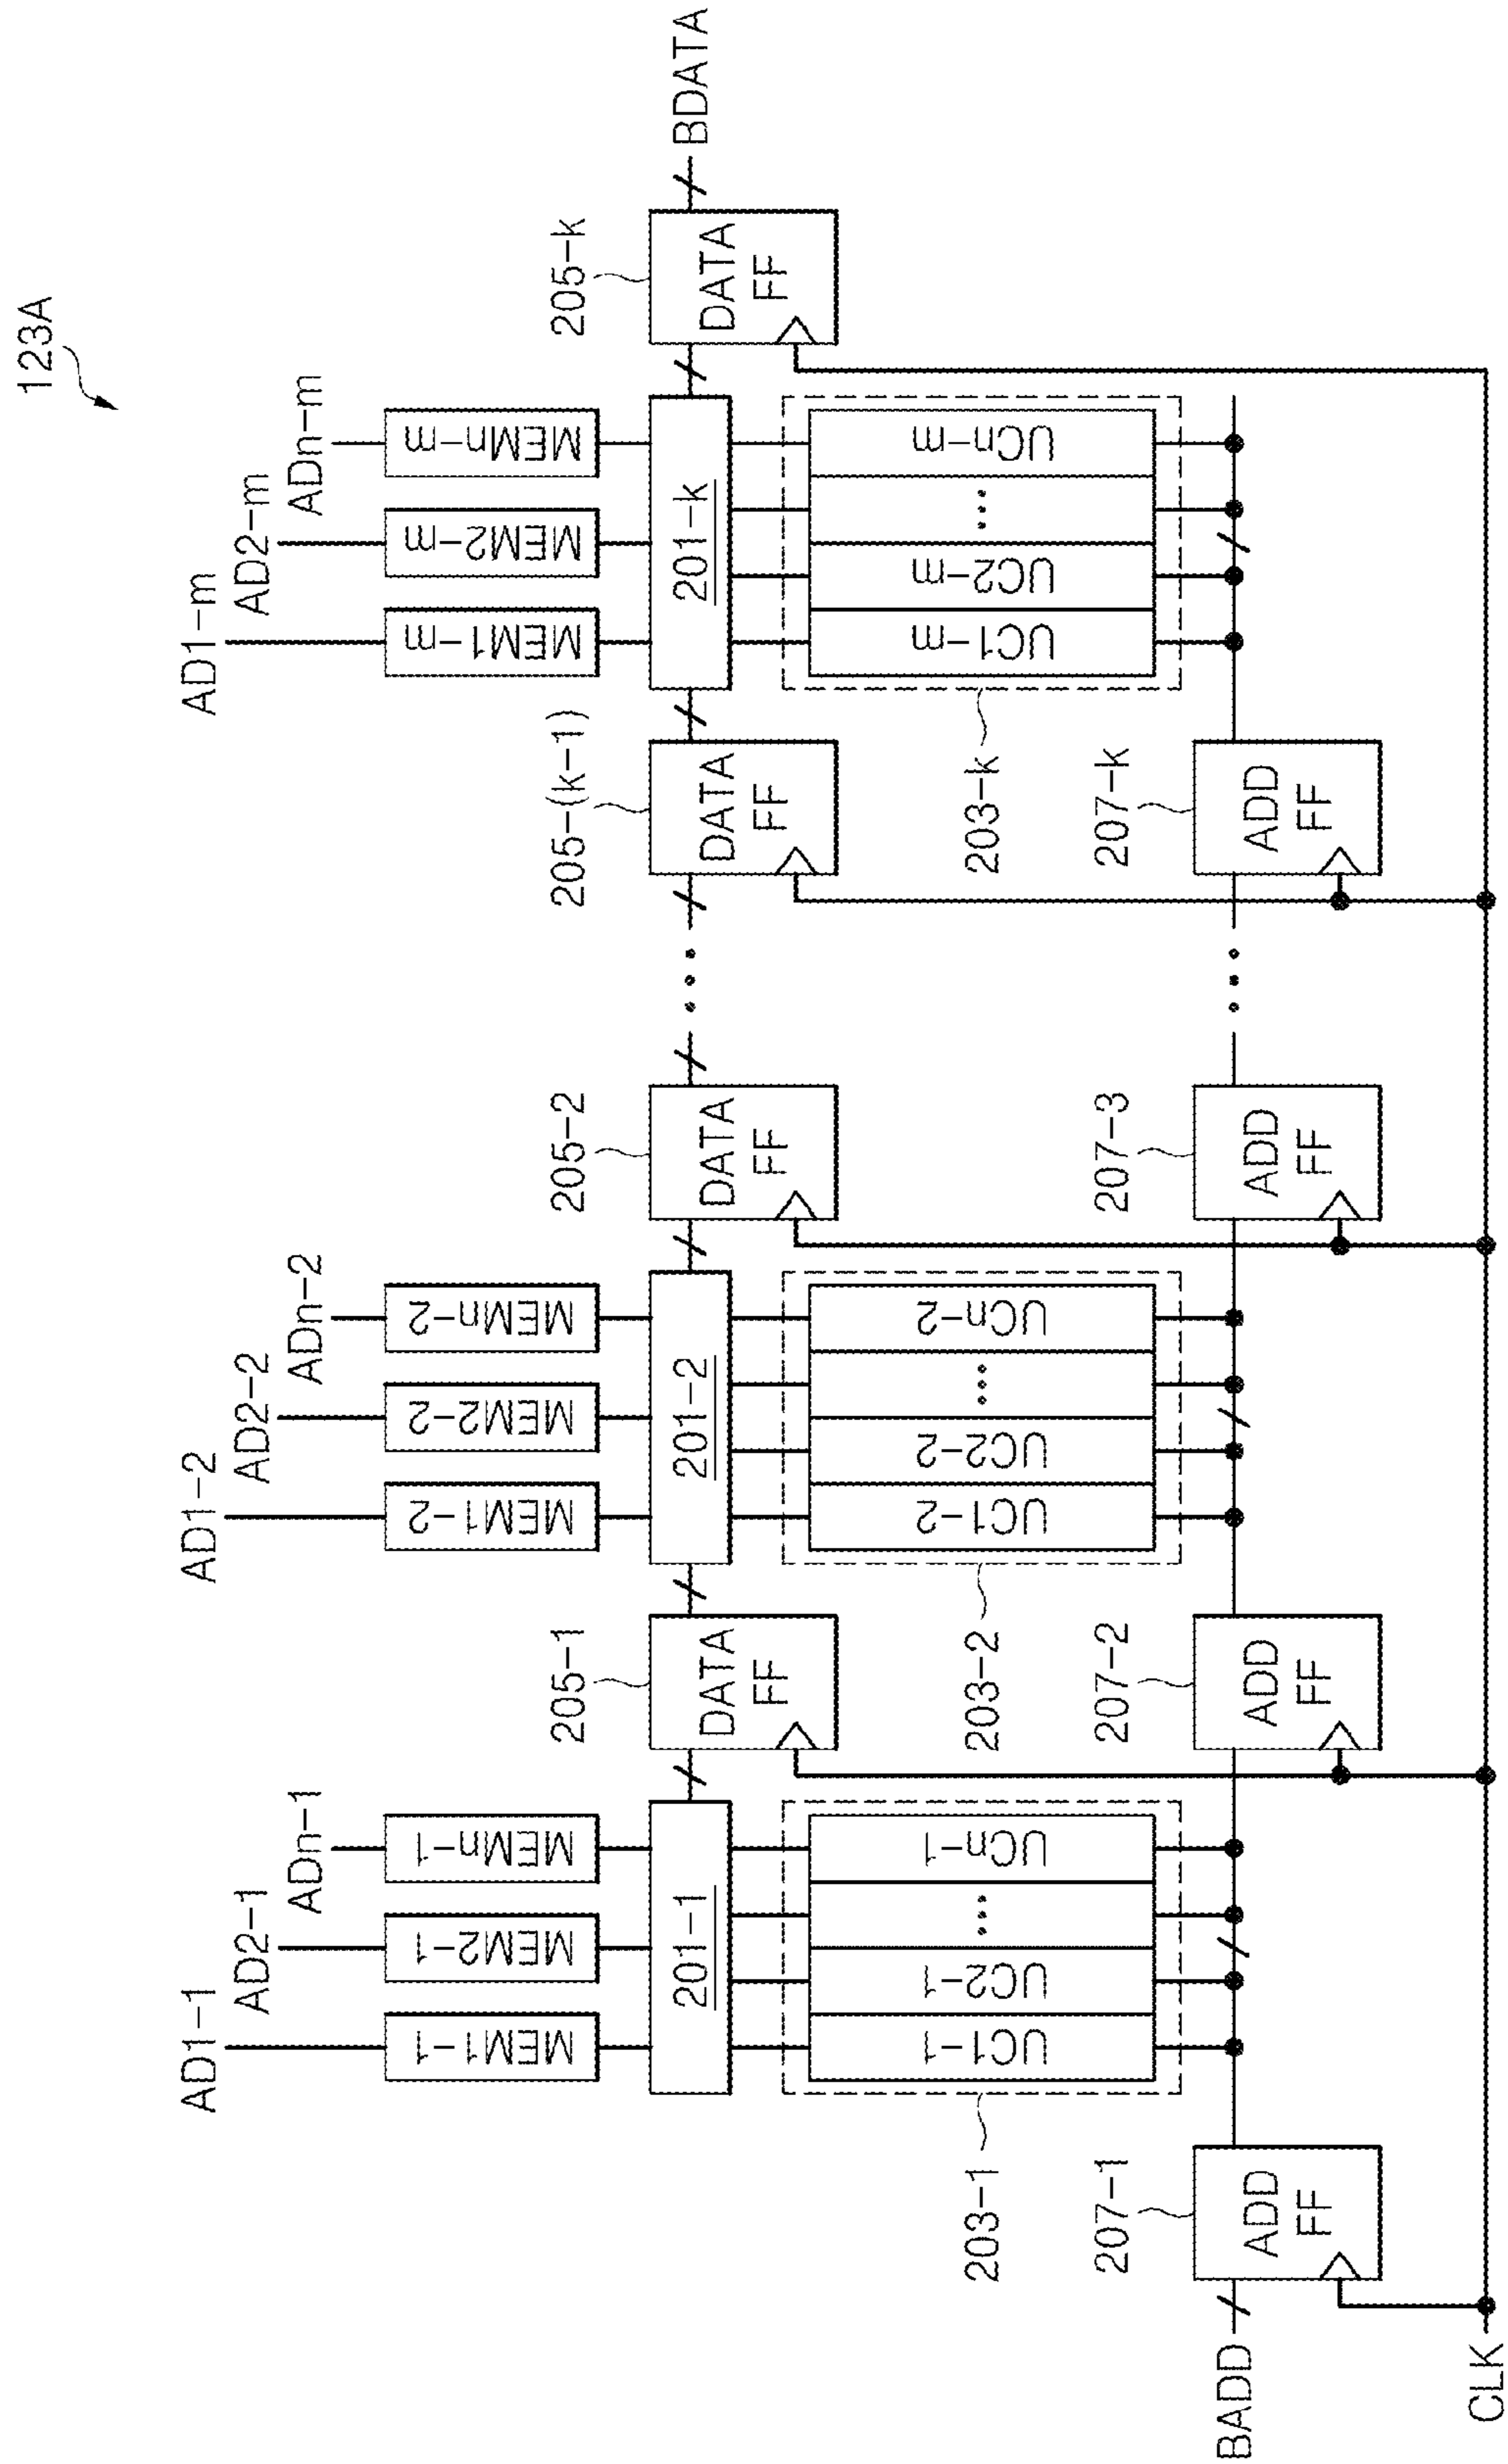 123A
AD1-1
AD2-1
ADn-1
AD1-2
AD2-2
ADn-2
AD1-m
AD2-m
ADn-m
MEM1-1
MEM2-1
MEMn-1
MEM1-2
MEM2-2
MEMn-2
MEM1-m
MEM2-m
MEMn-m
205-1
205-2
205-(k-1)
205-k
201-1
DATA
FF
201-2
DATA
FF
...
DATA
FF
201-k
DATA
FF
BDATA
UC1-1
UC2-1
...
UCn-1
UC1-2
UC2-2
...
UCn-2
UC1-m
UC2-m
...
UCn-m
203-1
203-2
203-k
207-1
207-2
207-3
207-k
BADD
ADD
FF
ADD
FF
ADD
FF
...
ADD
FF
CLK